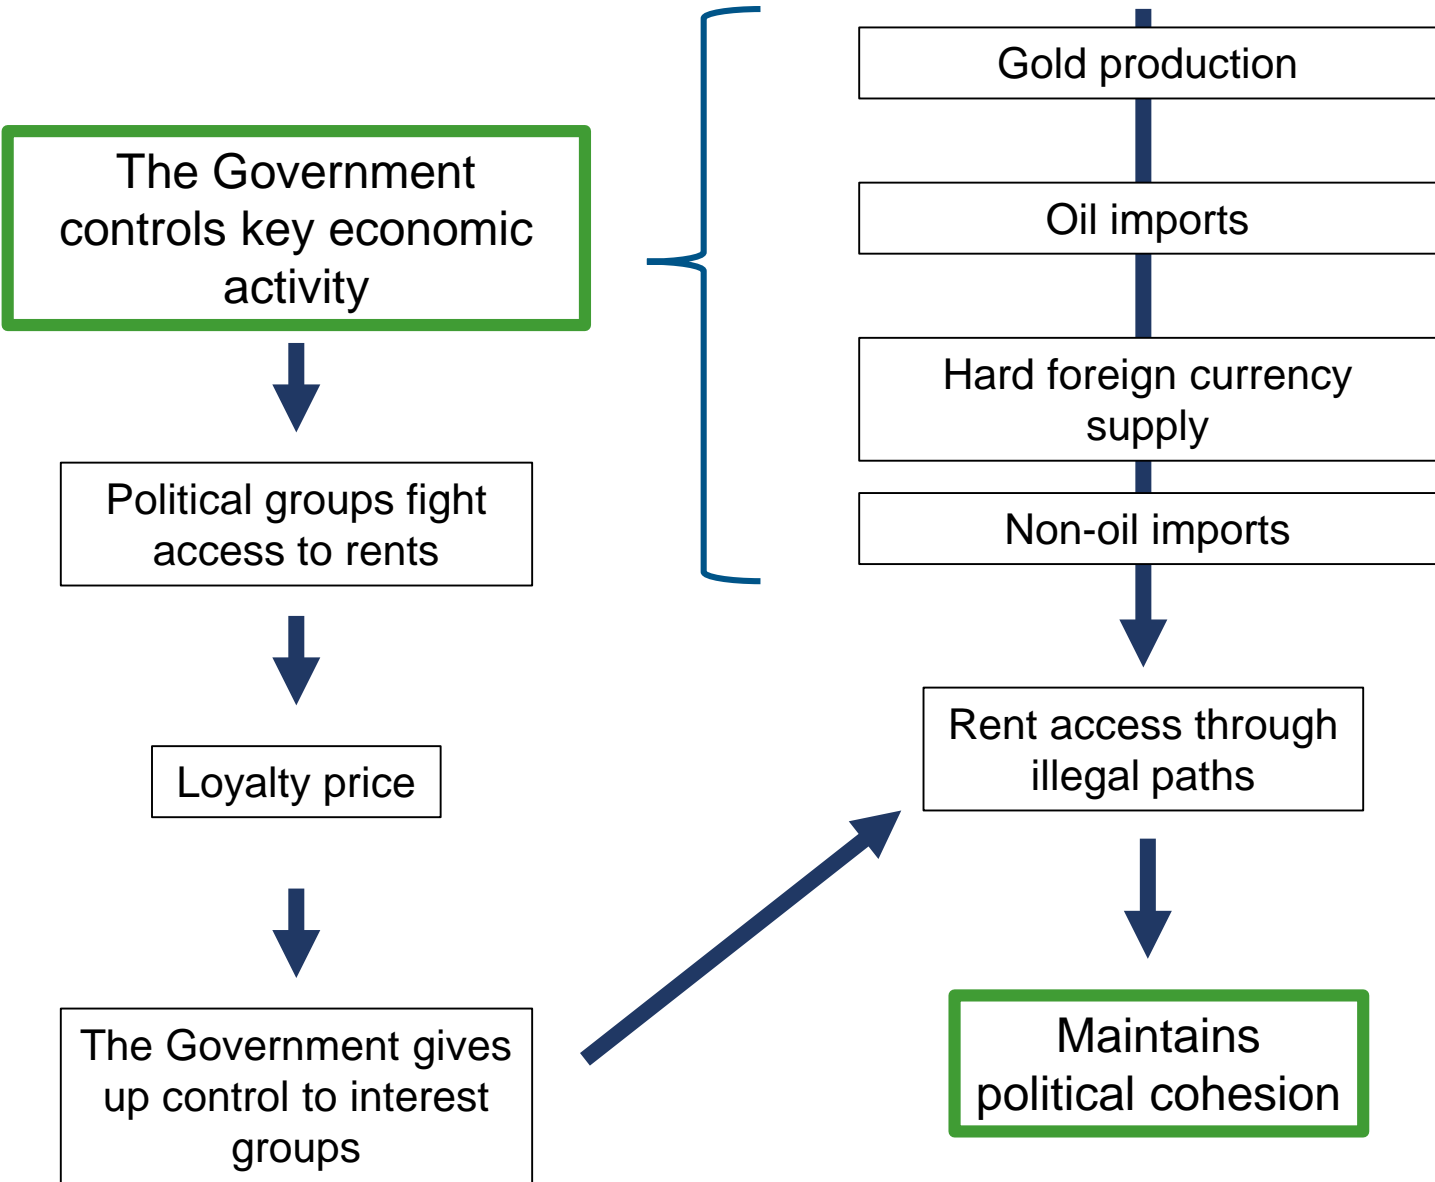 The Government
controls key economic
activity
Political groups fight
access to rents
Loyalty price
The Government gives
up control to interest
groups
Gold production
Oil imports
Hard foreign currency
supply
Non-oil imports
Rent access through
illegal paths
Maintains
political cohesion